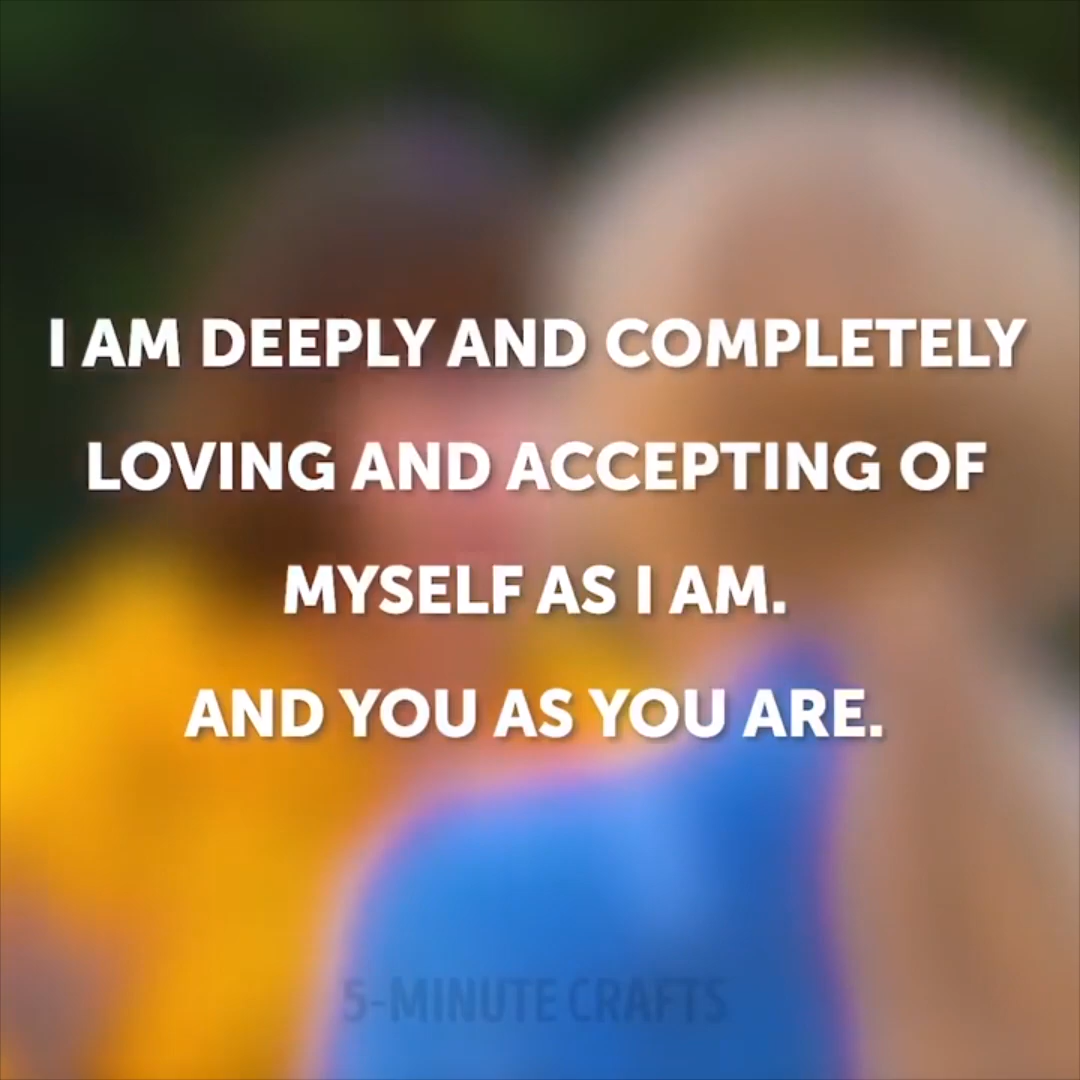 I AM DEEPLY AND COMPLETELY
LOVING AND ACCEPTING OF
MYSELF AS I AM.
AND YOU AS YOU ARE.
5-MINUTE CRAFTS